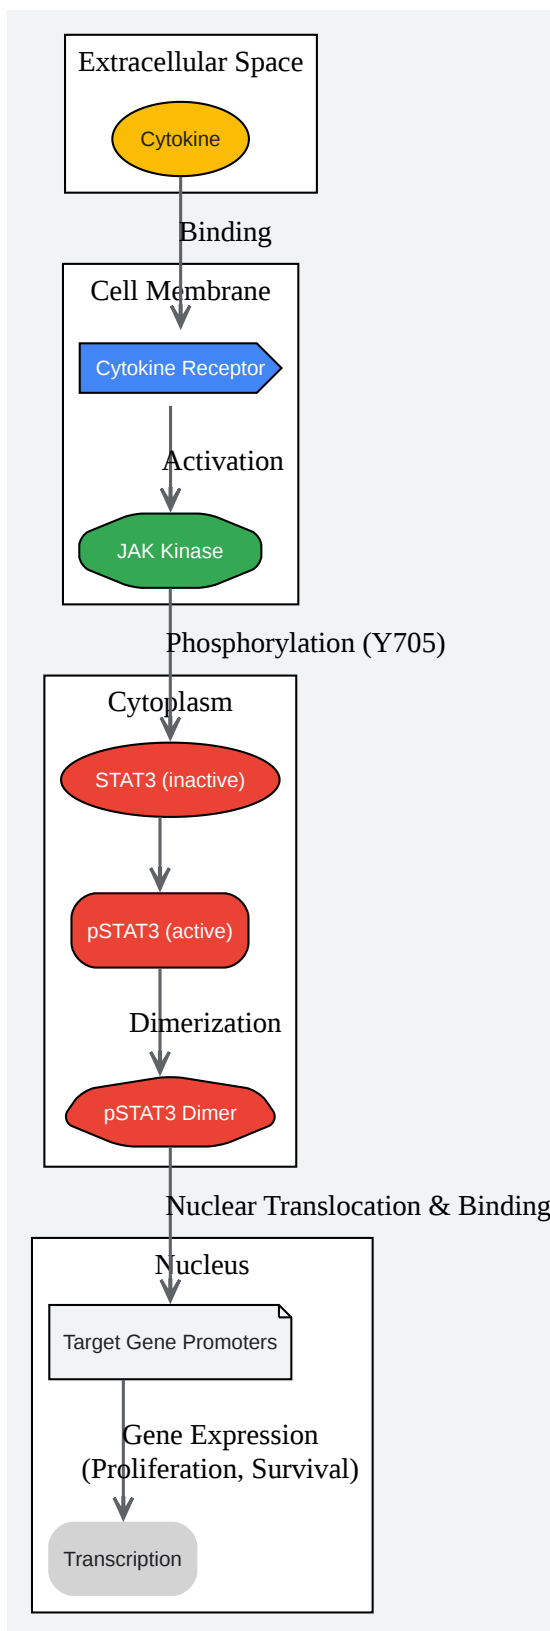 Extracellular Space
Cytokine
Binding
Cell Membrane
Cytokine Receptor
Activation
JAK Kinase
Phosphorylation (Y705)
Cytoplasm
STAT3 (inactive)
pSTAT3 (active)
Dimerization
pSTAT3 Dimer
Nuclear Translocation & Binding
Nucleus
Target Gene Promoters
Gene Expression
(Proliferation, Survival)
Transcription